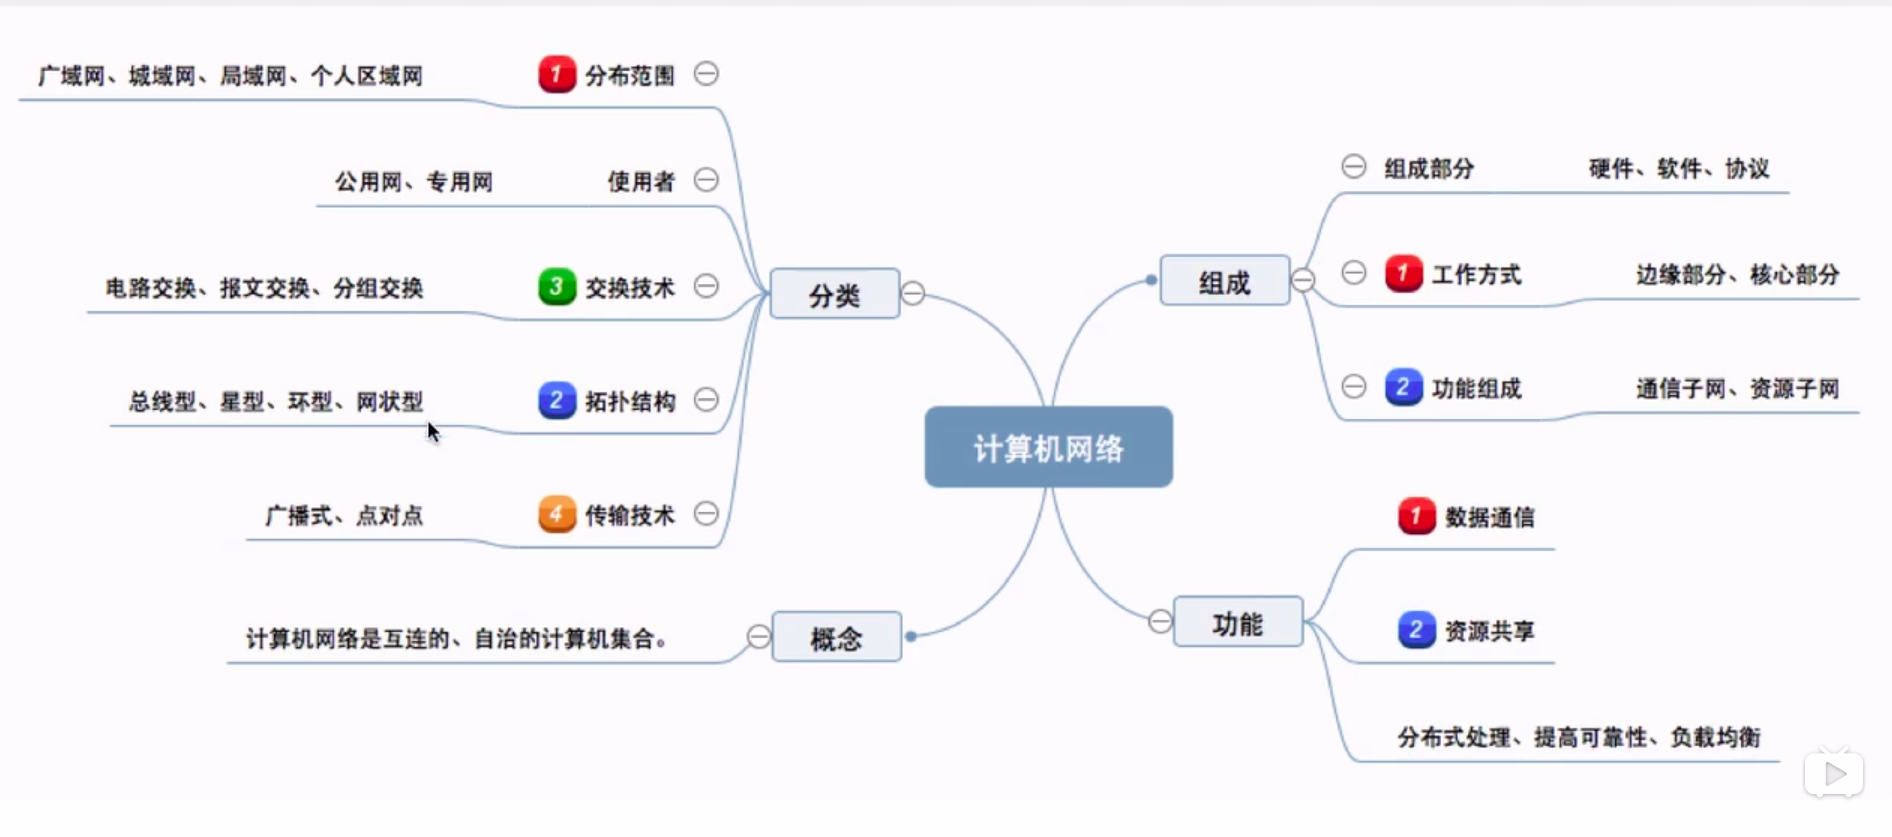 计算机网络
概念
计算机网络是互连的、自治的计算机集合。
组成
组成部分
硬件、软件、协议
1 工作方式
边缘部分、核心部分
2 功能组成
通信子网、资源子网
功能
1 数据通信
2 资源共享
分布式处理、提高可靠性、负载均衡
分类
1 分布范围
广域网、城域网、局域网、个人区域网
使用者
公用网、专用网
3 交换技术
电路交换、报文交换、分组交换
2 拓扑结构
总线型、星型、环型、网状型
4 传输技术
广播式、点对点